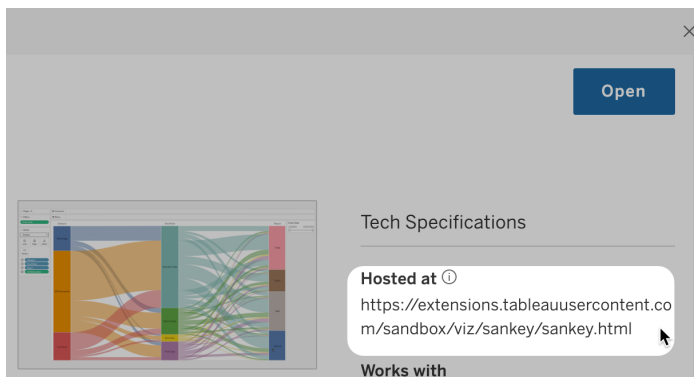 Open
Tech Specifications
Hosted at
https://extensions.tableauusercontent.co
m/sandbox/viz/sankey/sankey.html
Works with